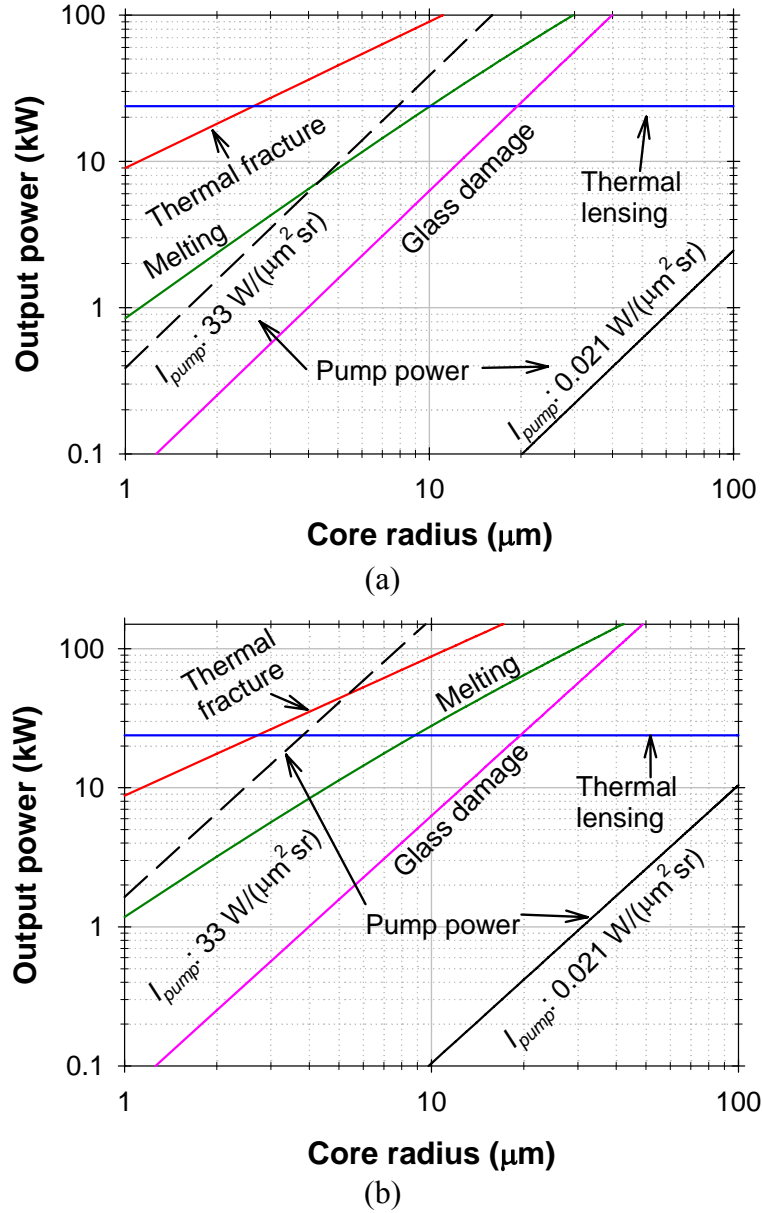 100
10
1
0.1
Output power (kW)
Thermal fracture
Melting
Glass damage
Thermal
lensing
I_pump: 33 W/(μm²sr)
Pump power
I_pump: 0.021 W/(μm²sr)
1
10
100
Core radius (μm)
(a)
100
10
1
0.1
Output power (kW)
Thermal
fracture
Melting
Glass damage
Thermal
lensing
I_pump: 33 W/(μm²sr)
Pump power
I_pump: 0.021 W/(μm²sr)
1
10
100
Core radius (μm)
(b)